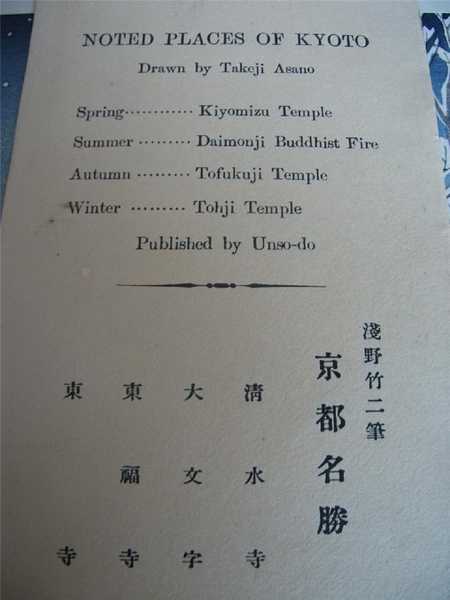 NOTED PLACES OF KYOTO
Drawn by Takeji Asano
Spring············ Kiyomizu Temple
Summer ········· Daimonji Buddhist Fire
Autumn ········· Tofukuji Temple
Winter ········· Tohji Temple
Published by Unso-do
淺野竹二筆
京都名勝
清水寺
大文字
東福寺
東寺